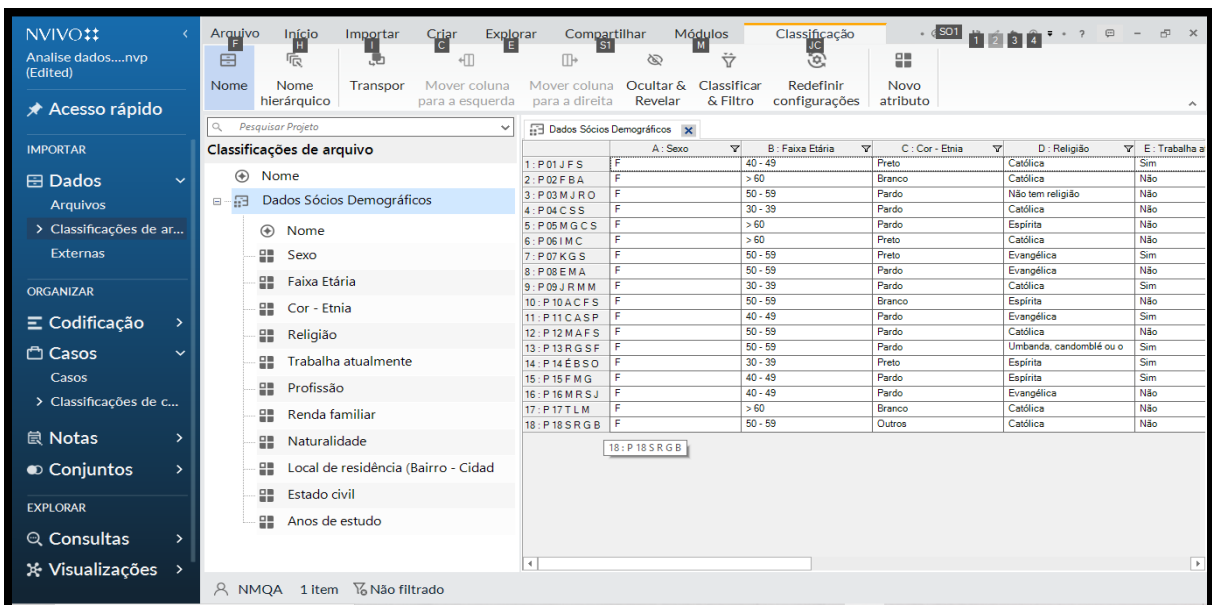 NVIVO
Analise dados....nvp
(Edited)
Acesso rápido
IMPORTAR
Dados
Arquivos
Classificações de ar...
Externas
ORGANIZAR
Codificação
Casos
Casos
Classificações de c...
Notas
Conjuntos
EXPLORAR
Consultas
Visualizações
Arquivo Início Importar Criar Explorar Compartilhar Módulos Classificação
F H I C E S1 M JC SO1 1 2 3 4 ?
Nome
Nome hierárquico
Transpor
Mover coluna para a esquerda
Mover coluna para a direita
Ocultar & Revelar
Classificar & Filtro
Redefinir configurações
Novo atributo
Pesquisar Projeto
Classificações de arquivo
Nome
Dados Sócios Demográficos
Nome
Sexo
Faixa Etária
Cor - Etnia
Religião
Trabalha atualmente
Profissão
Renda familiar
Naturalidade
Local de residência (Bairro - Cidad
Estado civil
Anos de estudo
Dados Sócios Demográficos
A : Sexo B : Faixa Etária C : Cor - Etnia D : Religião E : Trabalha a
1 : P 01 J F S F 40 - 49 Preto Católica Sim
2 : P 02 F B A F > 60 Branco Católica Não
3 : P 03 M J R O F 50 - 59 Pardo Não tem religião Não
4 : P 04 C S S F 30 - 39 Pardo Católica Não
5 : P 05 M G C S F > 60 Pardo Espírita Não
6 : P 06 I M C F > 60 Preto Católica Não
7 : P 07 K G S F 50 - 59 Preto Evangélica Sim
8 : P 08 E M A F 50 - 59 Pardo Evangélica Não
9 : P 09 J R M M F 30 - 39 Pardo Católica Sim
10 : P 10 A C F S F 50 - 59 Branco Espírita Não
11 : P 11 C A S P F 40 - 49 Pardo Evangélica Sim
12 : P 12 M A F S F 50 - 59 Pardo Católica Não
13 : P 13 R G S F F 50 - 59 Pardo Umbanda, candomblé ou o Sim
14 : P 14 É B S O F 30 - 39 Preto Espírita Sim
15 : P 15 F M G F 40 - 49 Pardo Espírita Sim
16 : P 16 M R S J F 40 - 49 Pardo Evangélica Não
17 : P 17 T L M F > 60 Branco Católica Não
18 : P 18 S R G B F 50 - 59 Outros Católica Não
18 : P 18 S R G B
NMQA 1 item Não filtrado